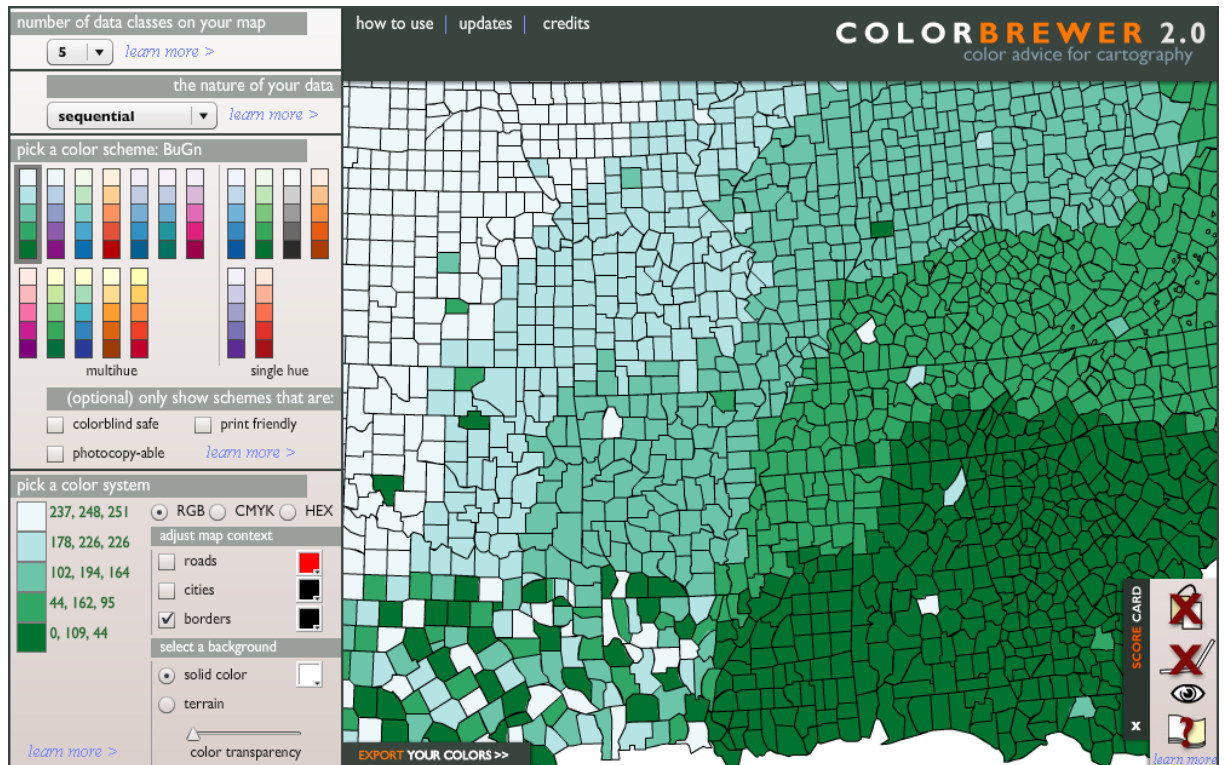 number of data classes on your map
5 learn more >
the nature of your data
sequential learn more >
pick a color scheme: BuGn
multihue single hue
(optional) only show schemes that are:
colorblind safe print friendly
photocopy-able learn more >
pick a color system
237, 248, 251
178, 226, 226
102, 194, 164
44, 162, 95
0, 109, 44
RGB CMYK HEX
adjust map context
roads
cities
borders
select a background
solid color
terrain
color transparency
learn more >
how to use | updates | credits
COLORBREWER 2.0
color advice for cartography
SCORE CARD
X
learn more
EXPORT YOUR COLORS >>